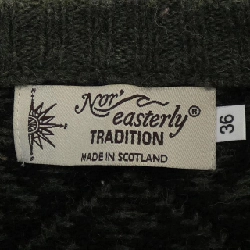 Nor'
easterly®
TRADITION
MADE IN SCOTLAND
36